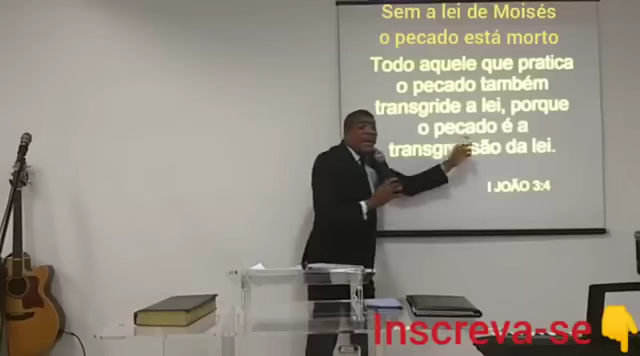 Sem a lei de Moisés
o pecado está morto
Todo aquele que pratica
o pecado também
transgride a lei, porque
o pecado é a
transgressão da lei.
I JOÃO 3:4
Inscreva-se